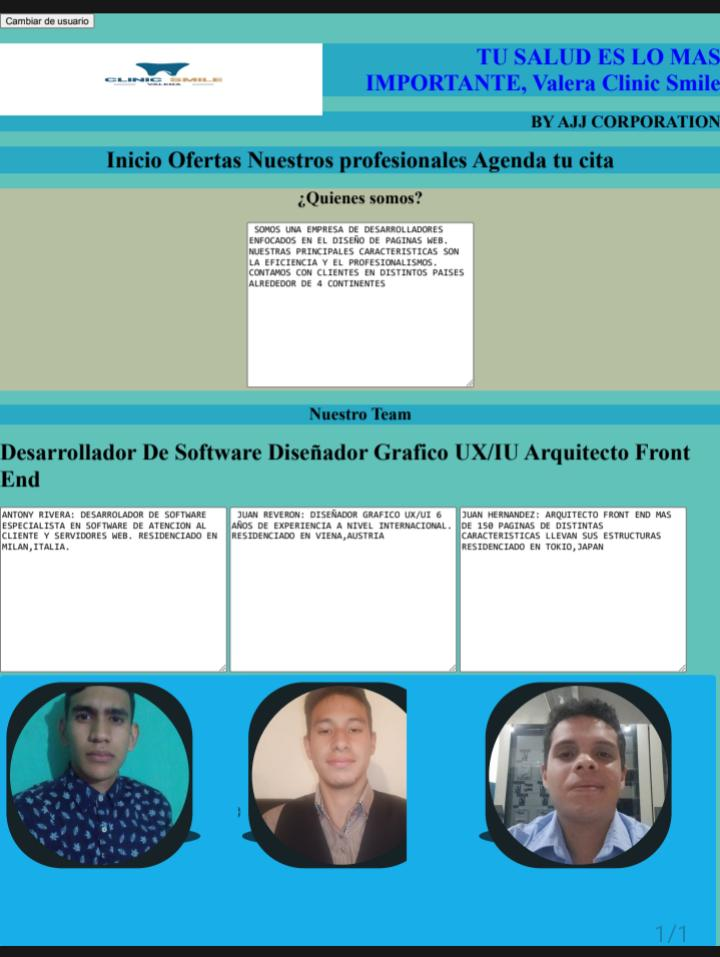 Cambiar de usuario
CLINIC SMILE
VALERA
TU SALUD ES LO MAS
IMPORTANTE, Valera Clinic Smile
BY AJJ CORPORATION
Inicio Ofertas Nuestros profesionales Agenda tu cita
¿Quienes somos?
SOMOS UNA EMPRESA DE DESARROLLADORES
ENFOCADOS EN EL DISEÑO DE PAGINAS WEB.
NUESTRAS PRINCIPALES CARACTERISTICAS SON
LA EFICIENCIA Y EL PROFESIONALISMOS.
CONTAMOS CON CLIENTES EN DISTINTOS PAISES
ALREDEDOR DE 4 CONTINENTES
Nuestro Team
Desarrollador De Software Diseñador Grafico UX/IU Arquitecto Front
End
ANTONY RIVERA: DESARROLADOR DE SOFTWARE
ESPECIALISTA EN SOFTWARE DE ATENCION AL
CLIENTE Y SERVIDORES WEB. RESIDENCIADO EN
MILAN,ITALIA.
JUAN REVERON: DISEÑADOR GRAFICO UX/UI 6
AÑOS DE EXPERIENCIA A NIVEL INTERNACIONAL.
RESIDENCIADO EN VIENA,AUSTRIA
JUAN HERNANDEZ: ARQUITECTO FRONT END MAS
DE 150 PAGINAS DE DISTINTAS
CARACTERISTICAS LLEVAN SUS ESTRUCTURAS
RESIDENCIADO EN TOKIO,JAPAN
1/1